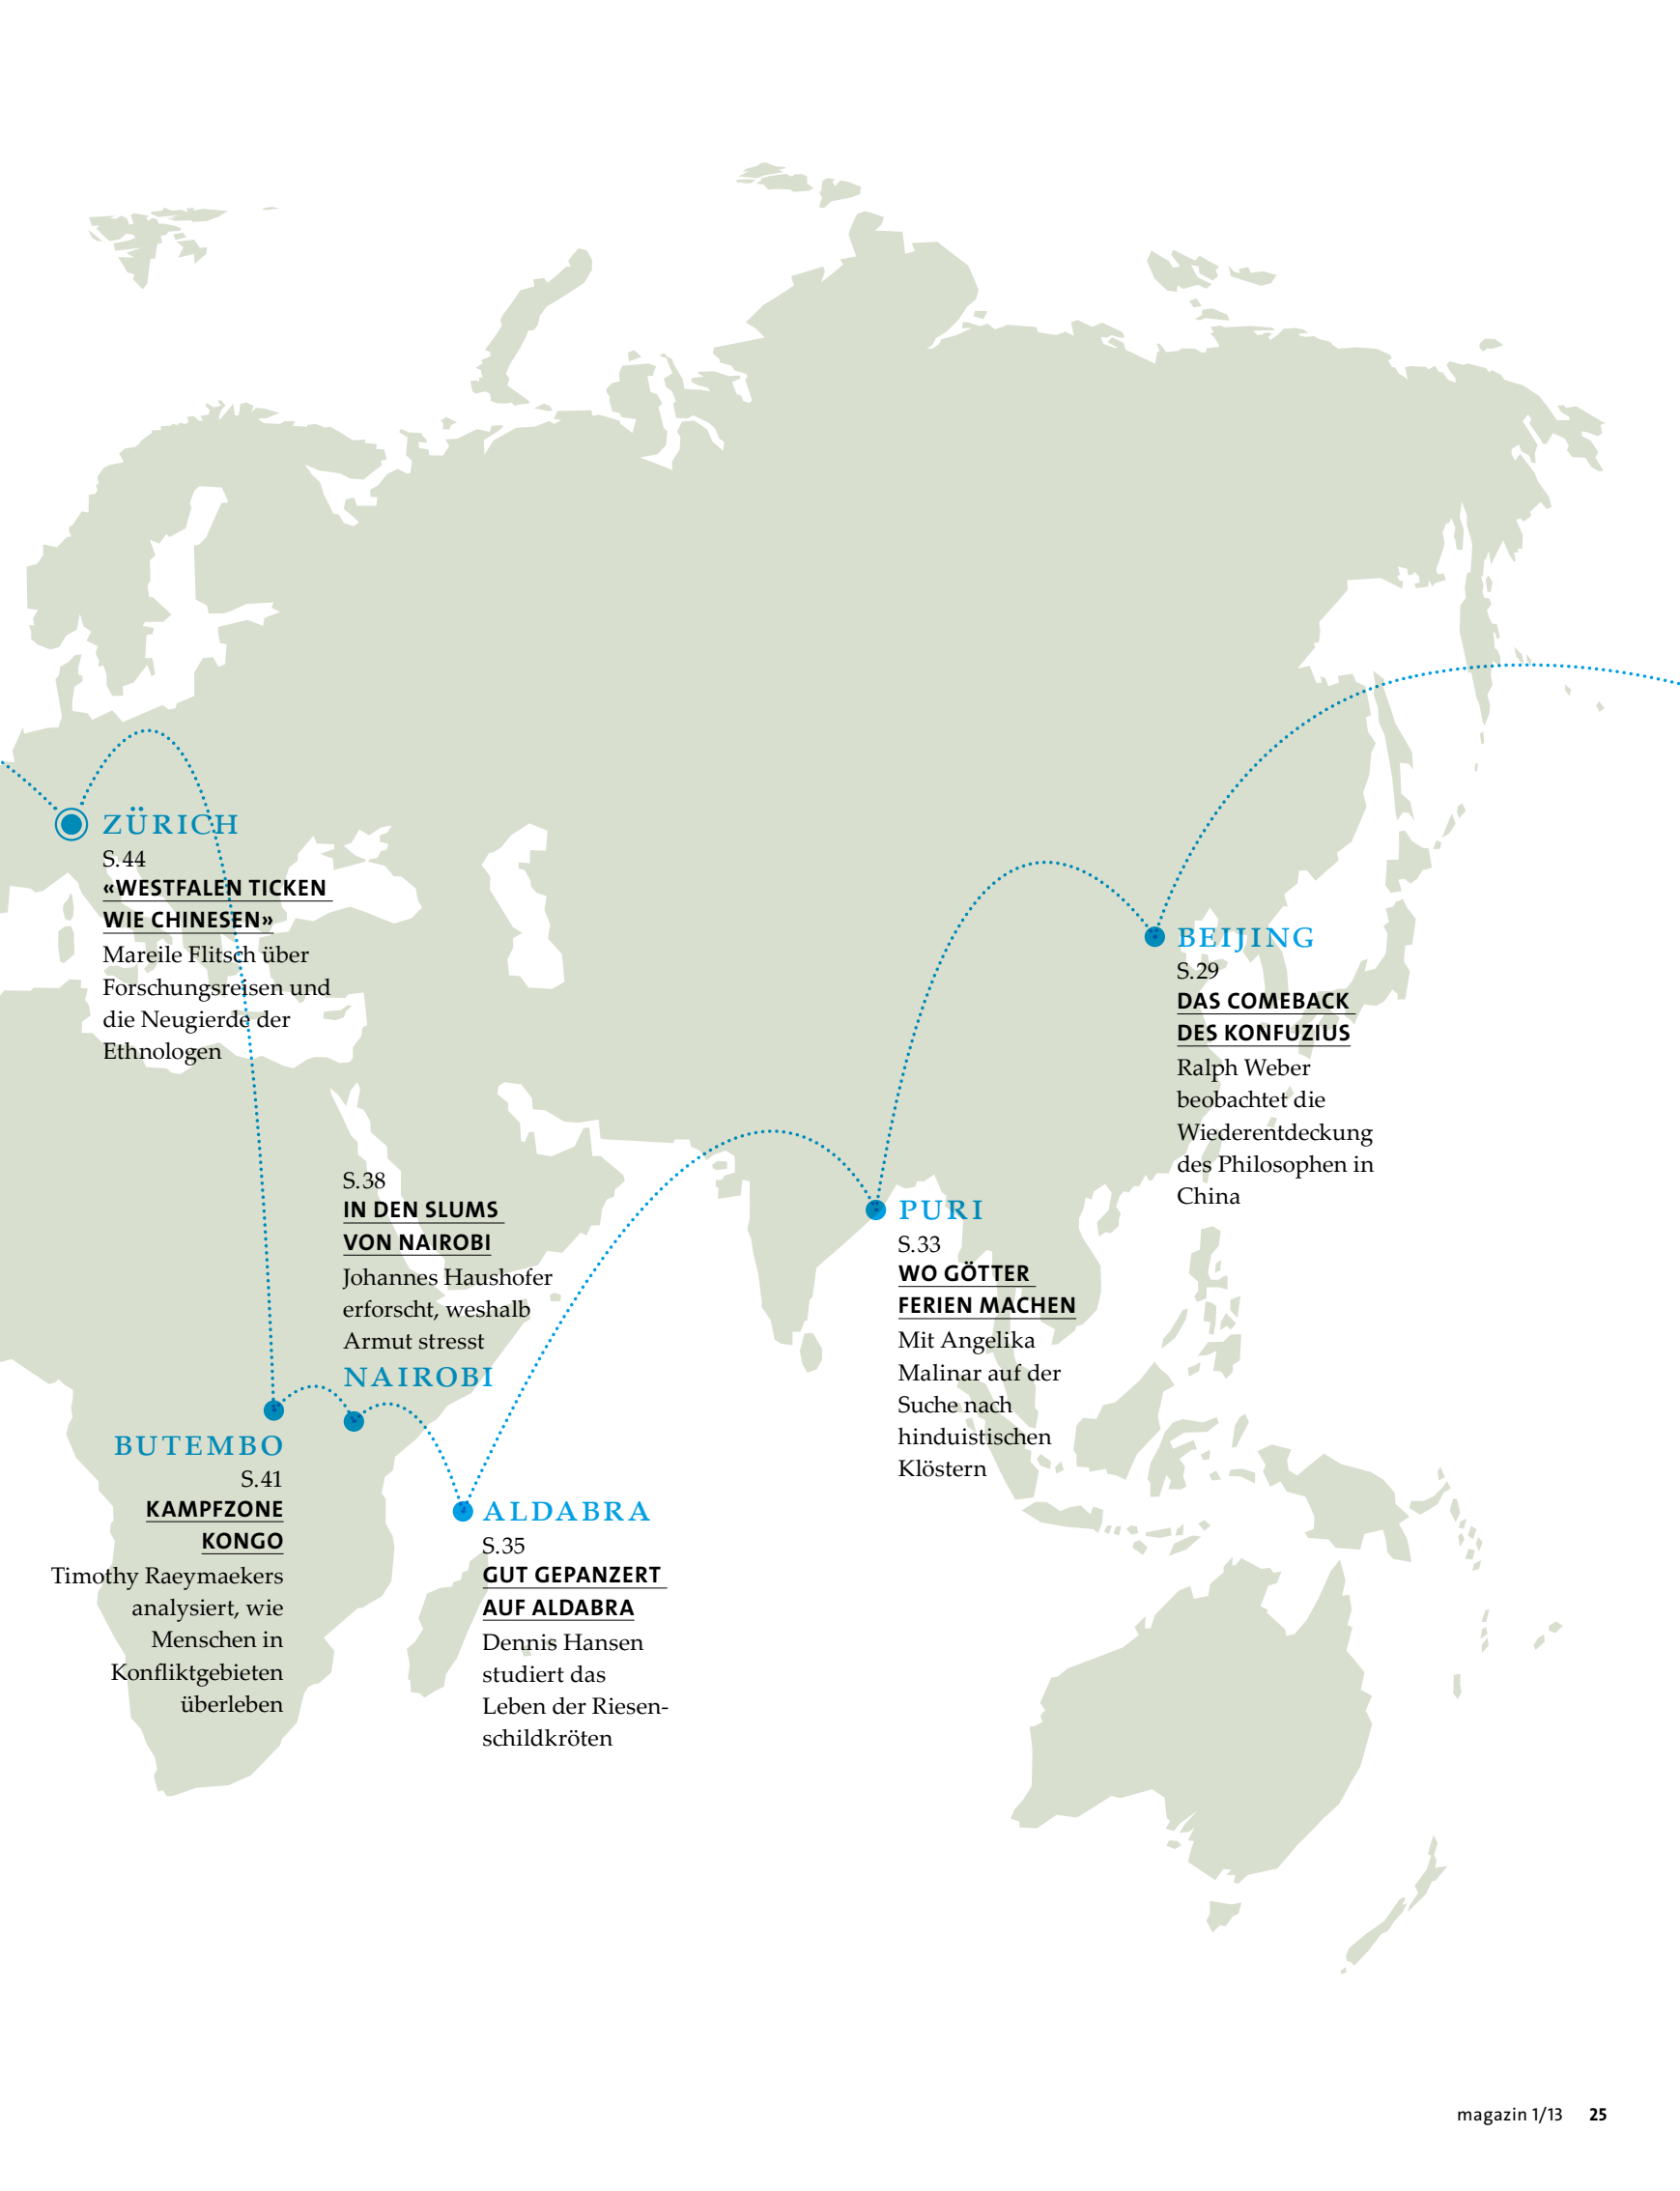 ZÜRICH
S. 44
«WESTFALEN TICKEN
WIE CHINESEN»
Mareile Flitsch über
Forschungsreisen und
die Neugierde der
Ethnologen
BEIJING
S. 29
DAS COMEBACK
DES KONFUZIUS
Ralph Weber
beobachtet die
Wiederentdeckung
des Philosophen in
China
S. 38
IN DEN SLUMS
VON NAIROBI
Johannes Haushofer
erforscht, weshalb
Armut stresst
NAIROBI
PURI
S. 33
WO GÖTTER
FERIEN MACHEN
Mit Angelika
Malinar auf der
Suche nach
hinduistischen
Klöstern
BUTEMBO
S. 41
KAMPFZONE
KONGO
Timothy Raeymaekers
analysiert, wie
Menschen in
Konfliktgebieten
überleben
ALDABRA
S. 35
GUT GEPANZERT
AUF ALDABRA
Dennis Hansen
studiert das
Leben der Riesen-
schildkröten
magazin 1/13 25